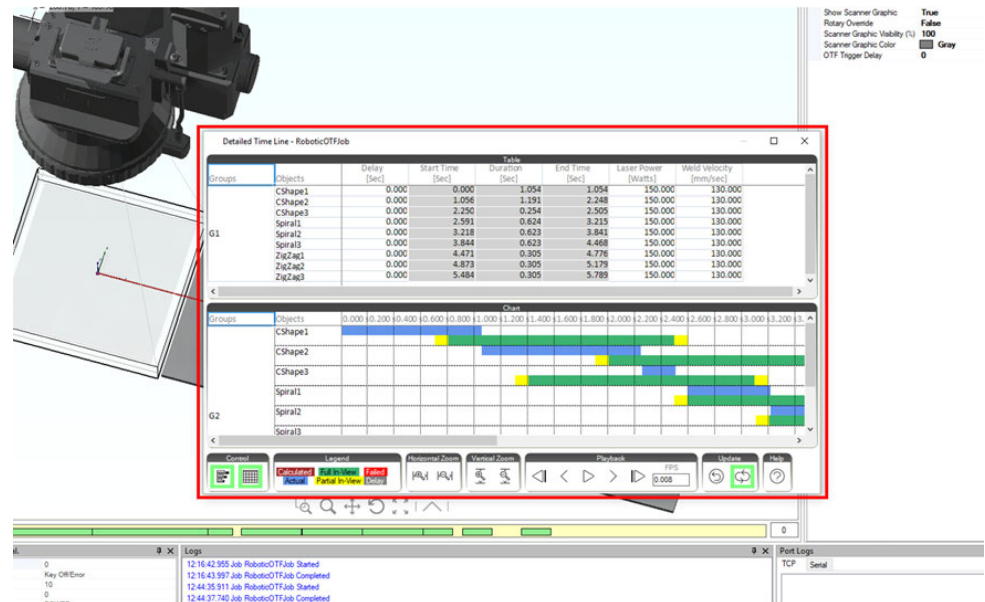 Show Scanner Graphic True
Rotary Override False
Scanner Graphic Visibility (%) 100
Scanner Graphic Color Gray
OTF Trigger Delay 0
Detailed Time Line - RoboticOTFJob
Table
Groups Objects Delay [Sec] Start Time [Sec] Duration [Sec] End Time [Sec] Laser Power [Watts] Weld Velocity [mm/sec]
G1
CShape1 0.000 0.000 1.054 1.054 150.000 130.000
CShape2 0.000 1.056 1.191 2.248 150.000 130.000
CShape3 0.000 2.250 0.254 2.505 150.000 130.000
Spiral1 0.000 2.591 0.624 3.215 150.000 130.000
Spiral2 0.000 3.218 0.623 3.841 150.000 130.000
Spiral3 0.000 3.844 0.623 4.468 150.000 130.000
ZigZag1 0.000 4.471 0.305 4.776 150.000 130.000
ZigZag2 0.000 4.873 0.305 5.179 150.000 130.000
ZigZag3 0.000 5.484 0.305 5.789 150.000 130.000
Chart
Groups Objects 0.000 0.200 0.400 0.600 0.800 1.000 1.200 1.400 1.600 1.800 2.000 2.200 2.400 2.600 2.800 3.000 3.200
CShape1
CShape2
CShape3
Spiral1
G2
Spiral2
Spiral3
Control Legend Horizontal Zoom Vertical Zoom Playback Update Help
Calculated Full In-View Failed
Actual Partial In-View Delay
FPS
0.008
0
Logs
Port Logs
TCP Serial
0
Key Off/Error
10
0
12:16:42.955 Job RoboticOTFJob Started
12:16:43.997 Job RoboticOTFJob Completed
12:44:35.911 Job RoboticOTFJob Started
12:44:37.740 Job RoboticOTFJob Completed